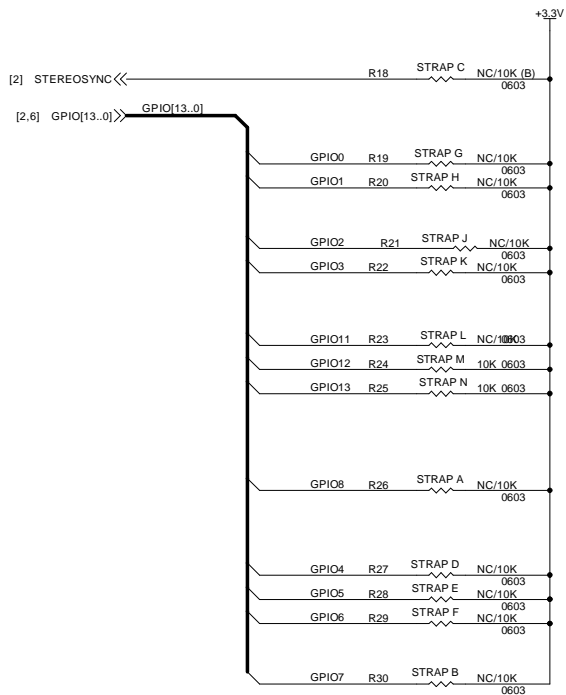 +3.3V
[2] STEREOSYNC R18 STRAP C NC/10K (B)
0603
[2,6] GPIO[13..0] GPIO[13..0]
GPIO0 R19 STRAP G NC/10K
0603
GPIO1 R20 STRAP H NC/10K
0603
GPIO2 R21 STRAP J NC/10K
0603
GPIO3 R22 STRAP K NC/10K
0603
GPIO11 R23 STRAP L NC/10K 0603
GPIO12 R24 STRAP M 10K 0603
GPIO13 R25 STRAP N 10K 0603
GPIO8 R26 STRAP A NC/10K
0603
GPIO4 R27 STRAP D NC/10K
0603
GPIO5 R28 STRAP E NC/10K
0603
GPIO6 R29 STRAP F NC/10K
0603
GPIO7 R30 STRAP B NC/10K
0603